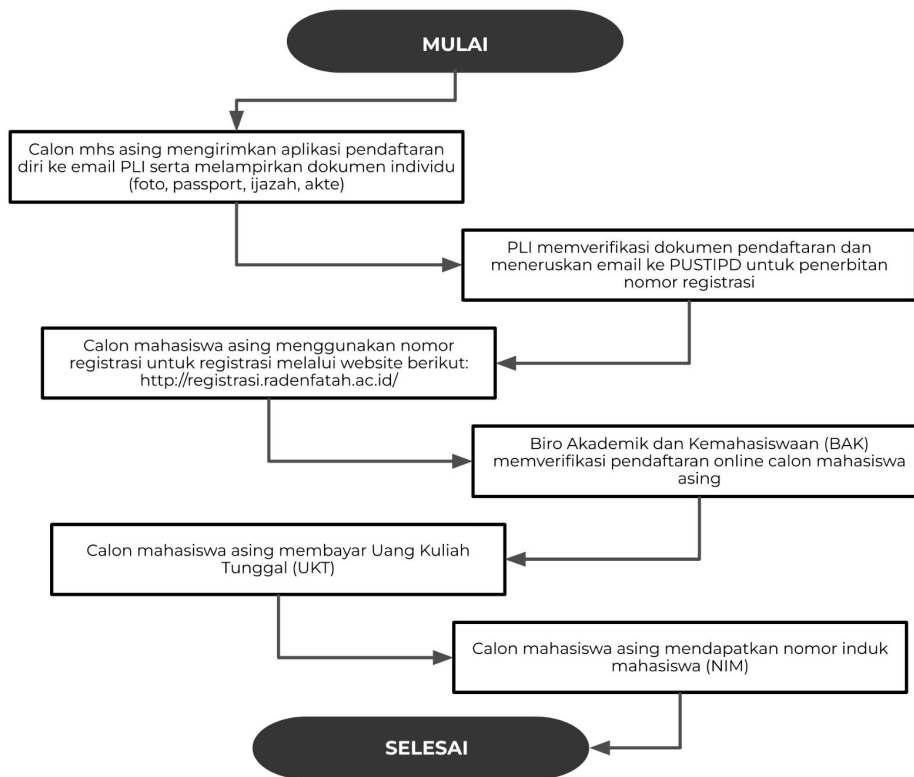 MULAI
Calon mhs asing mengirimkan aplikasi pendaftaran
diri ke email PLI serta melampirkan dokumen individu
(foto, passport, ijazah, akte)
PLI memverifikasi dokumen pendaftaran dan
meneruskan email ke PUSTIPD untuk penerbitan
nomor registrasi
Calon mahasiswa asing menggunakan nomor
registrasi untuk registrasi melalui website berikut:
http://registrasi.radenfatah.ac.id/
Biro Akademik dan Kemahasiswaan (BAK)
memverifikasi pendaftaran online calon mahasiswa
asing
Calon mahasiswa asing membayar Uang Kuliah
Tunggal (UKT)
Calon mahasiswa asing mendapatkan nomor induk
mahasiswa (NIM)
SELESAI